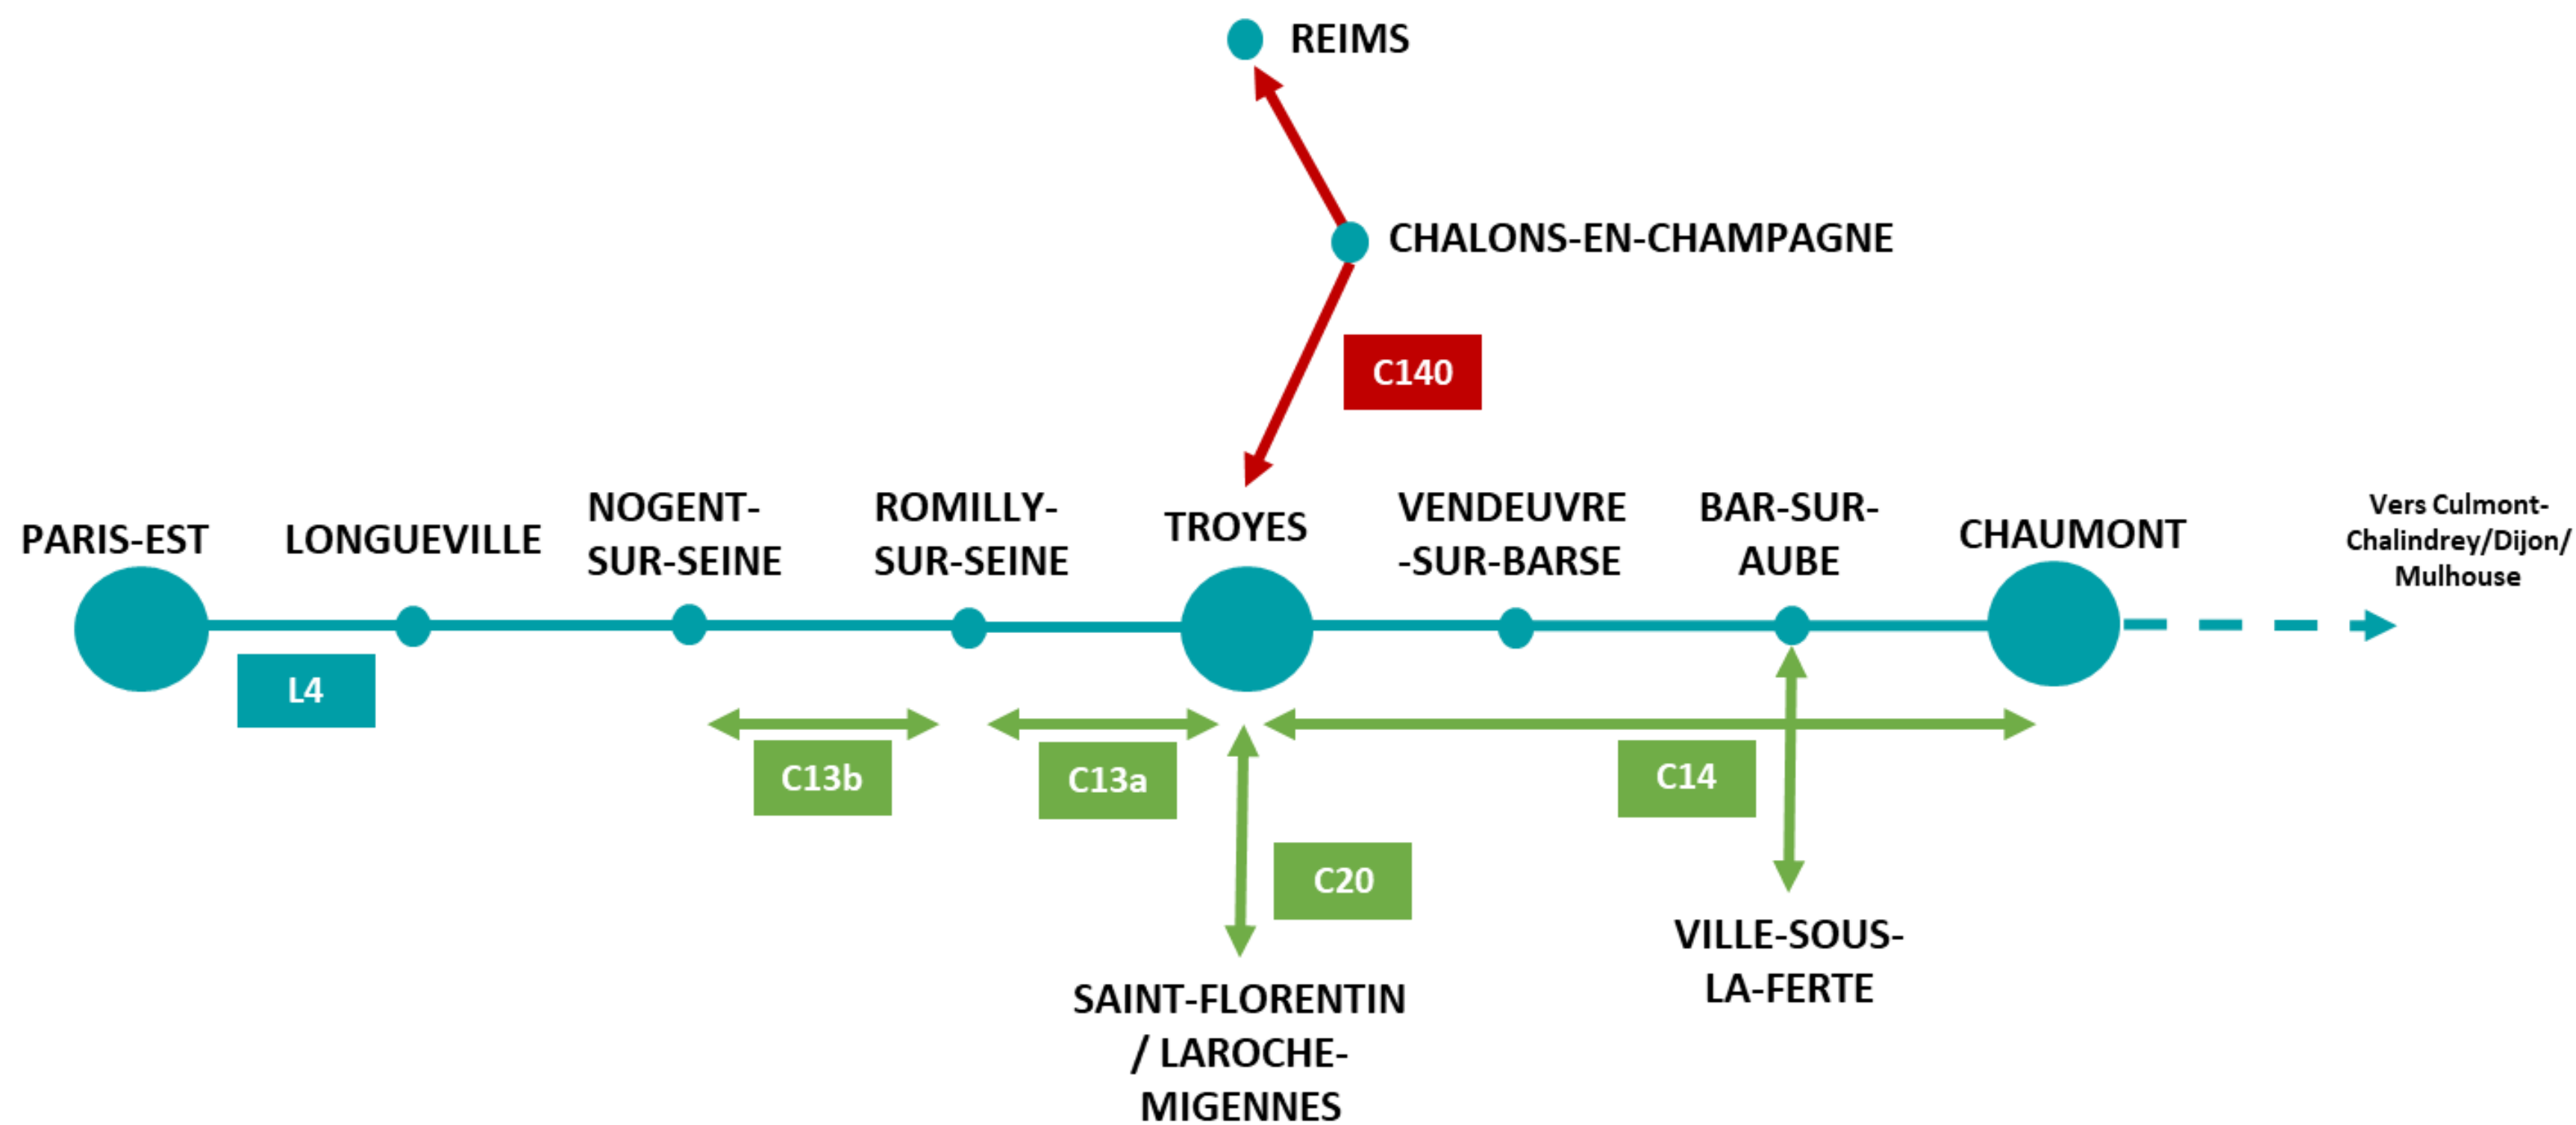 REIMS
CHALONS-EN-CHAMPAGNE
C140
PARIS-EST
LONGUEVILLE
NOGENT-
SUR-SEINE
ROMILLY-
SUR-SEINE
TROYES
VENDEUVRE
-SUR-BARSE
BAR-SUR-
AUBE
CHAUMONT
Vers Culmont-
Chalindrey/Dijon/
Mulhouse
L4
C13b
C13a
C14
C20
VILLE-SOUS-
LA-FERTE
SAINT-FLORENTIN
/ LAROCHE-
MIGENNES